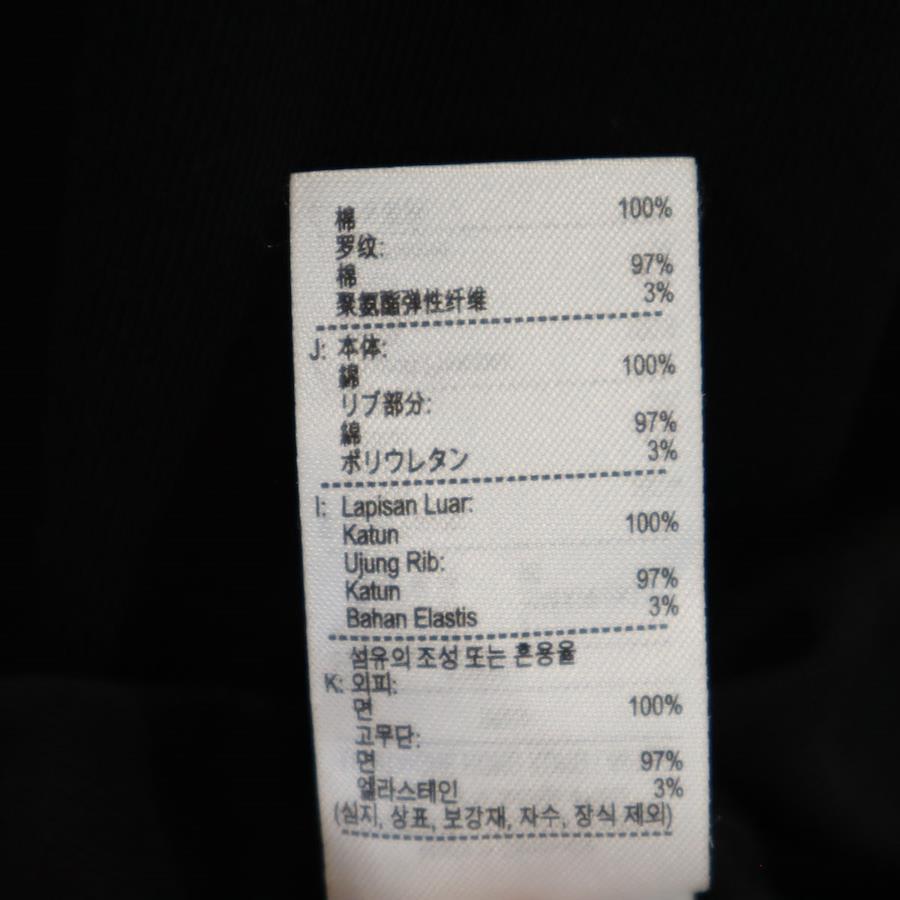 棉 100%
罗纹:
棉 97%
聚氨酯弹性纤维 3%
J: 本体:
綿 100%
リブ部分:
綿 97%
ポリウレタン 3%
I: Lapisan Luar:
Katun 100%
Ujung Rib:
Katun 97%
Bahan Elastis 3%
섬유의 조성 또는 혼용율
K: 외피:
면 100%
고무단:
면 97%
엘라스테인 3%
(심지, 상표, 보강재, 자수, 장식 제외)